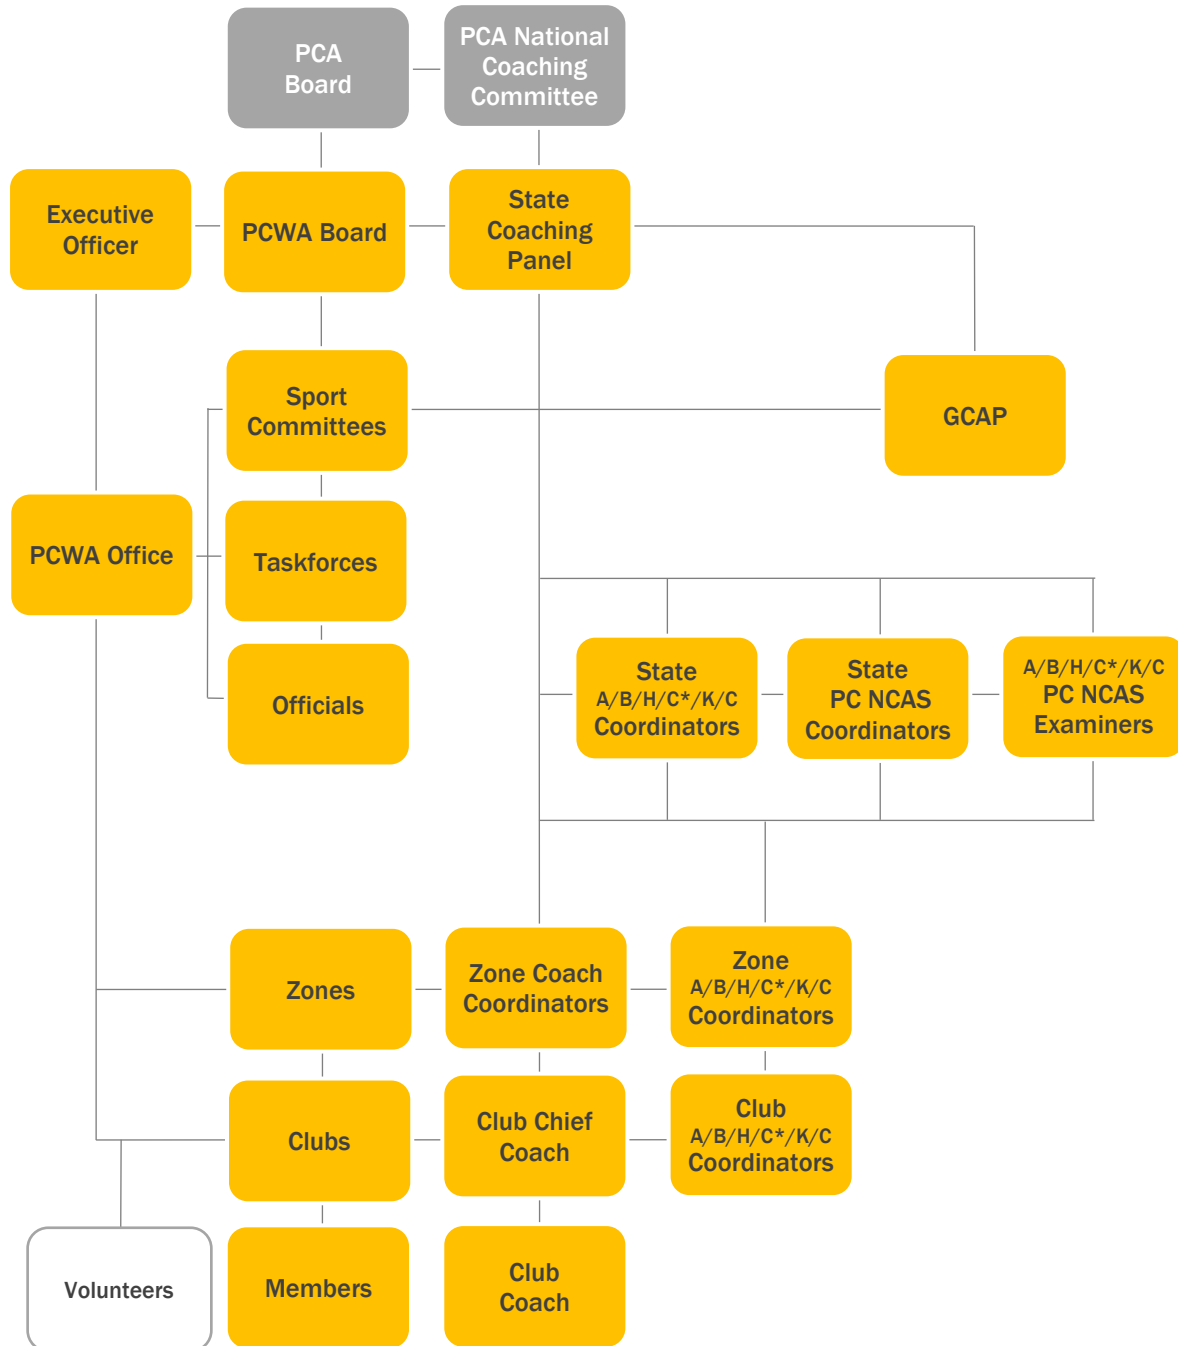 PCA
Board
PCA National
Coaching
Committee
Executive
Officer
PCWA Board
State
Coaching
Panel
Sport
Committees
GCAP
PCWA Office
Taskforces
Officials
State
A/B/H/C*/K/C
Coordinators
State
PC NCAS
Coordinators
A/B/H/C*/K/C
PC NCAS
Examiners
Zones
Zone Coach
Coordinators
Zone
A/B/H/C*/K/C
Coordinators
Clubs
Club Chief
Coach
Club
A/B/H/C*/K/C
Coordinators
Volunteers
Members
Club
Coach